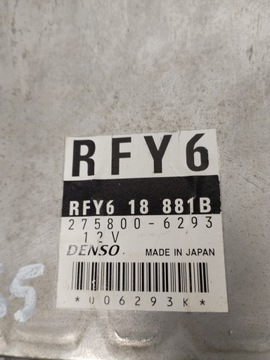 RFY6
RFY6 18 881B
275800-6293
12V
DENSO MADE IN JAPAN
*006293K*